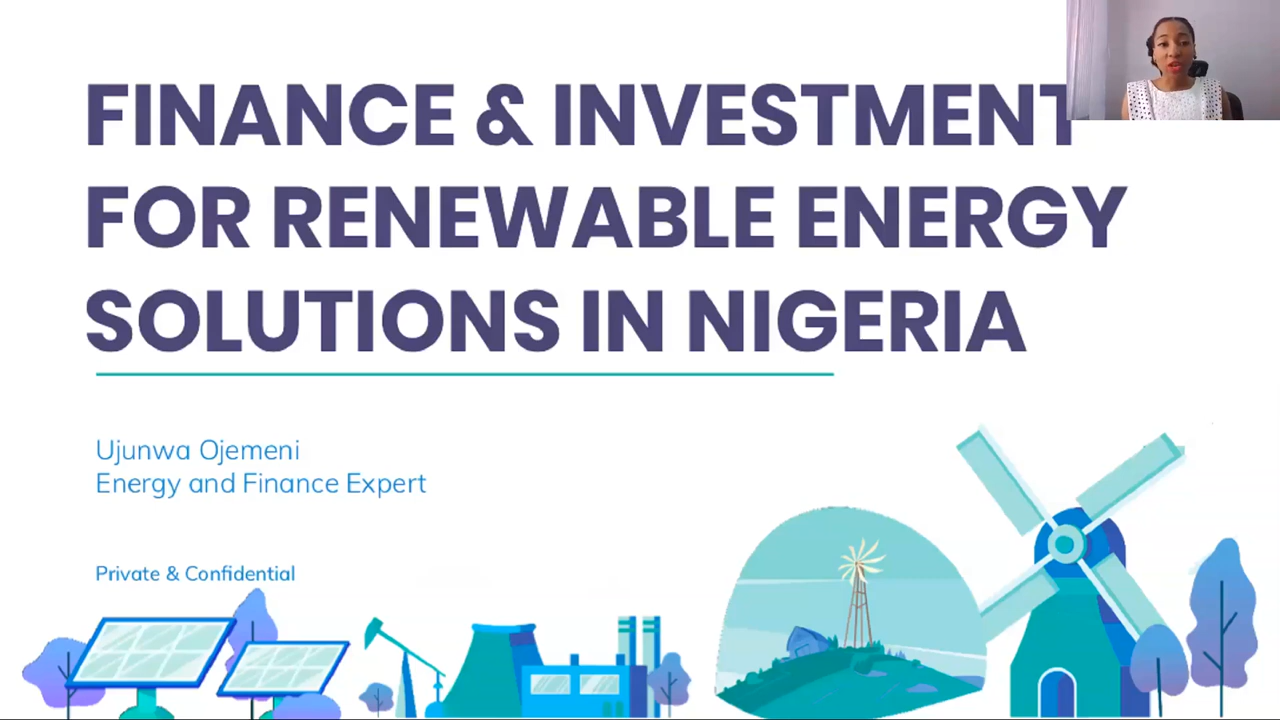 FINANCE & INVESTMENT
FOR RENEWABLE ENERGY
SOLUTIONS IN NIGERIA
Ujunwa Ojemeni
Energy and Finance Expert
Private & Confidential